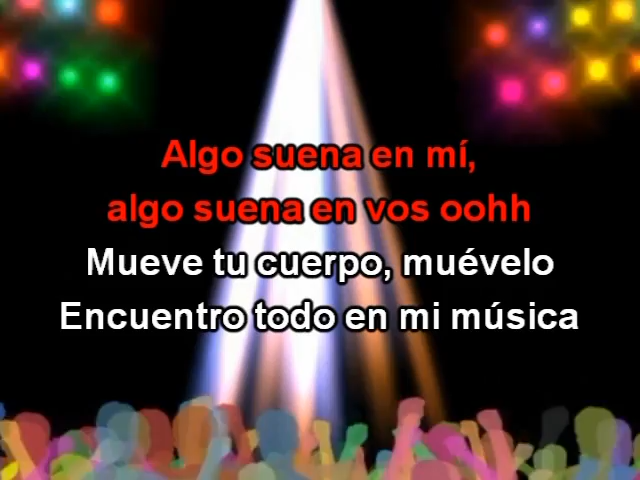 Algo suena en mí,
algo suena en vos oohh
Mueve tu cuerpo, muévelo
Encuentro todo en mi música